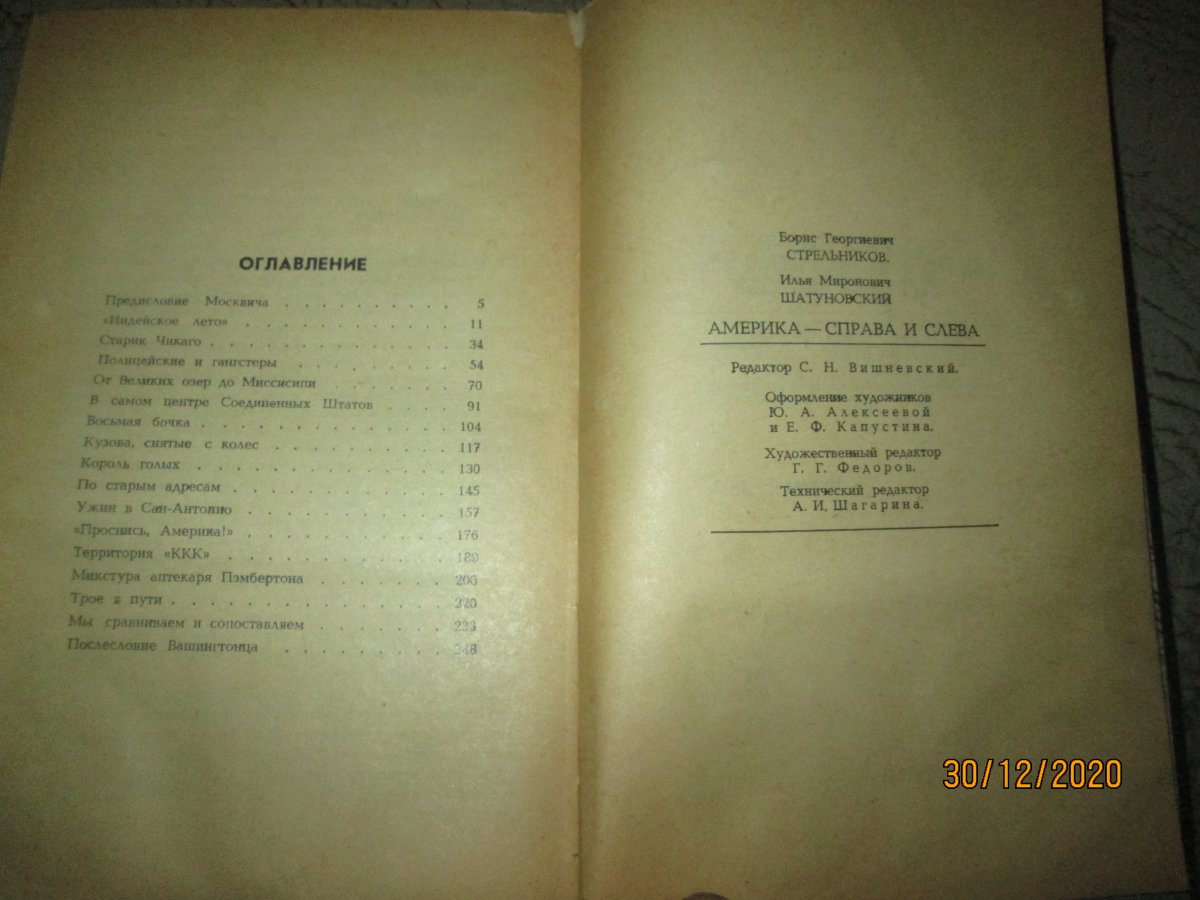 ОГЛАВЛЕНИЕ
Предисловие Москвича . . . . . . . . . . 5
«Индейское лето» . . . . . . . . . . . . 11
Старик Чикаго . . . . . . . . . . . . . 34
Полицейские и гангстеры . . . . . . . . 54
От Великих озер до Миссисипи . . . . . . 70
В самом центре Соединенных Штатов . . . . 91
Восьмая бочка . . . . . . . . . . . . . 104
Кузова, снятые с колес . . . . . . . . . 117
Король голых . . . . . . . . . . . . . 130
По старым адресам . . . . . . . . . . . 145
Ужин в Сан-Антонио . . . . . . . . . . 157
«Проснись, Америка!» . . . . . . . . . . 176
Территория «ККК» . . . . . . . . . . . 189
Микстура аптекаря Пэмбертона . . . . . . 206
Трое в пути . . . . . . . . . . . . . . 220
Мы сравниваем и сопоставляем . . . . . . 223
Послесловие Вашингтонца . . . . . . . . 248
Борис Георгиевич
СТРЕЛЬНИКОВ.
Илья Миронович
ШАТУНОВСКИЙ
АМЕРИКА — СПРАВА И СЛЕВА
Редактор С. Н. Вишневский.
Оформление художников
Ю. А. Алексеевой
и Е. Ф. Капустина.
Художественный редактор
Г. Г. Федоров.
Технический редактор
А. И. Шагарина.
30/12/2020